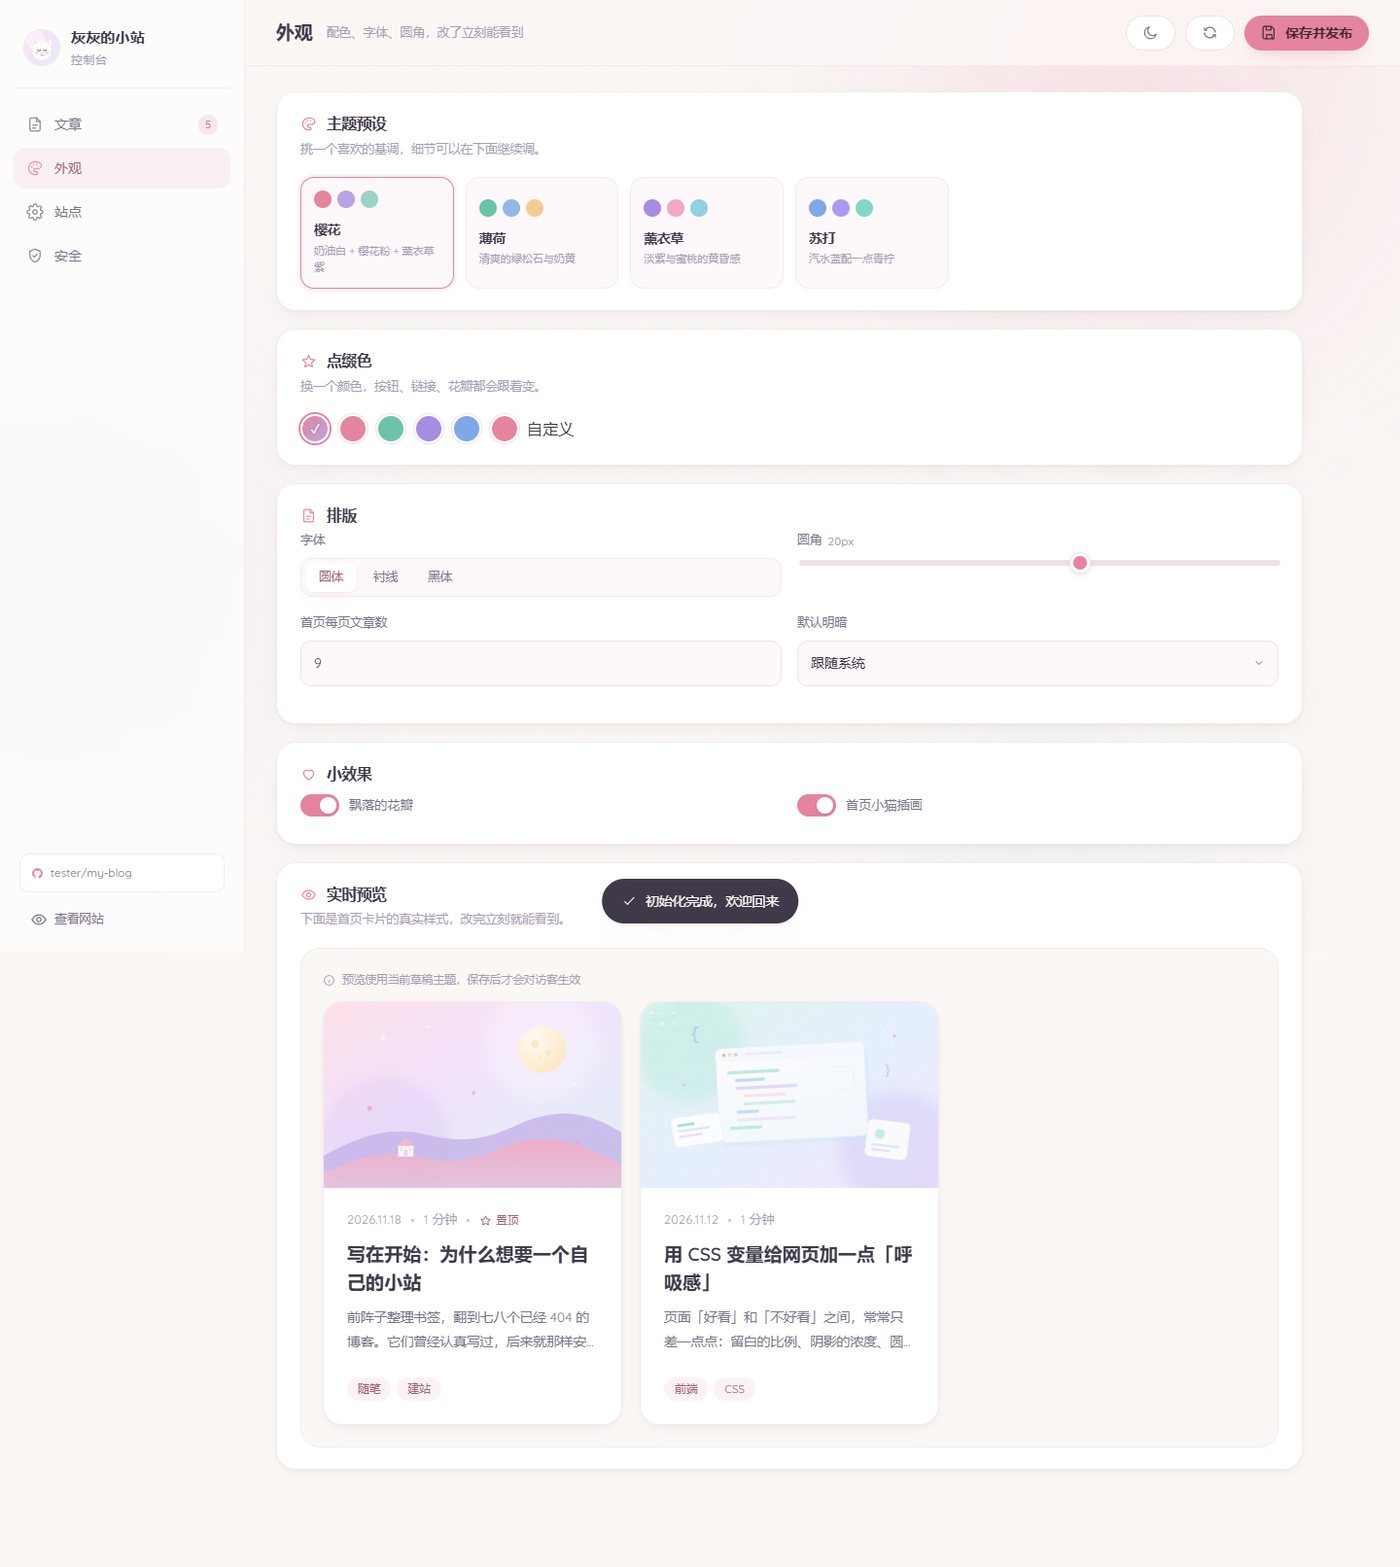 灰灰的小站
控制台
文章
5
外观
站点
安全
tester/my-blog
查看网站
外观
配色、字体、圆角，改了立刻能看到
保存并发布
主题预设
挑一个喜欢的基调，细节可以在下面继续调。
樱花
奶油白 + 樱花粉 + 薰衣草
紫
薄荷
清爽的绿松石与奶黄
薰衣草
淡紫与蜜桃的黄昏感
苏打
汽水蓝配一点青柠
点缀色
换一个颜色，按钮、链接、花瓣都会跟着变。
自定义
排版
字体
圆体
衬线
黑体
圆角 20px
首页每页文章数
9
默认明暗
跟随系统
小效果
飘落的花瓣
首页小猫插画
实时预览
下面是首页卡片的真实样式，改完立刻就能看到。
初始化完成，欢迎回来
预览使用当前草稿主题，保存后才会对访客生效
2026.11.18 • 1 分钟 • 置顶
写在开始：为什么想要一个自
己的小站
前阵子整理书签，翻到七八个已经 404 的
博客。它们曾经认真写过，后来就那样安...
随笔
建站
{
}
2026.11.12 • 1 分钟
用 CSS 变量给网页加一点「呼
吸感」
页面「好看」和「不好看」之间，常常只
差一点点：留白的比例、阴影的浓度、圆...
前端
CSS